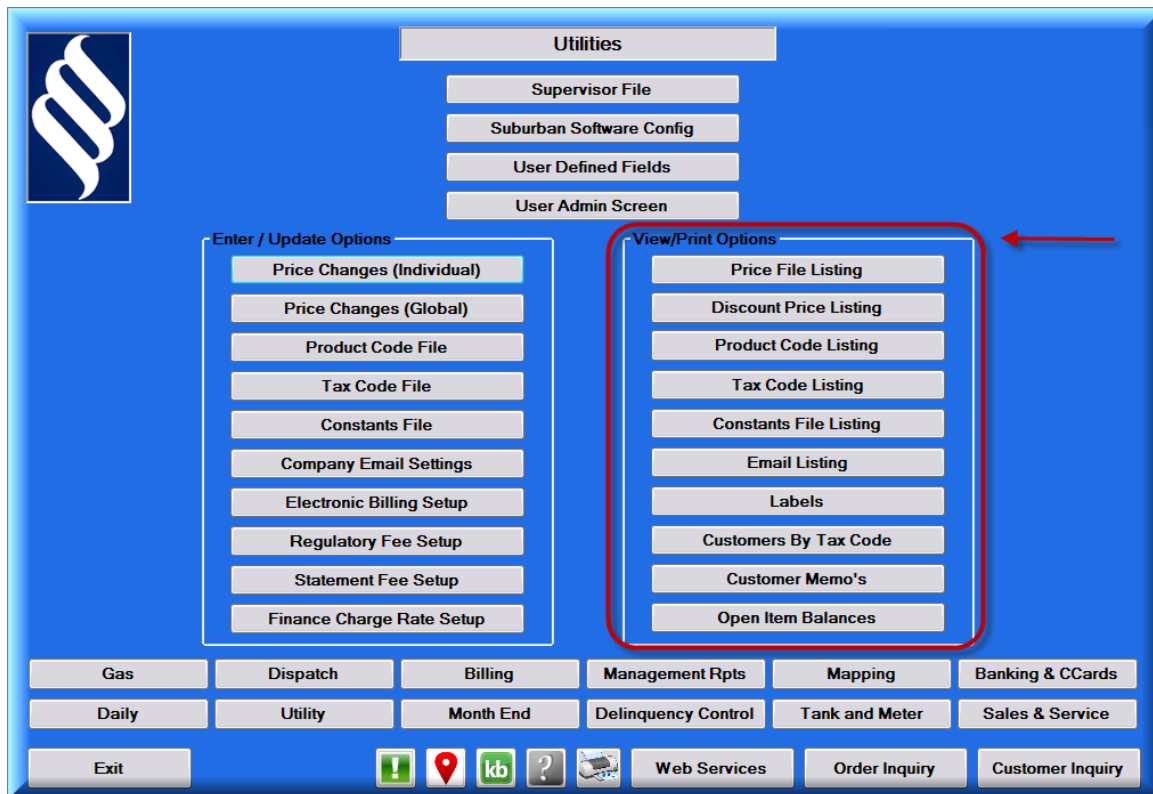 Utilities
Supervisor File
Suburban Software Config
User Defined Fields
User Admin Screen
Enter / Update Options
Price Changes (Individual)
Price Changes (Global)
Product Code File
Tax Code File
Constants File
Company Email Settings
Electronic Billing Setup
Regulatory Fee Setup
Statement Fee Setup
Finance Charge Rate Setup
View/Print Options
Price File Listing
Discount Price Listing
Product Code Listing
Tax Code Listing
Constants File Listing
Email Listing
Labels
Customers By Tax Code
Customer Memo's
Open Item Balances
Gas Dispatch Billing Management Rpts Mapping Banking & CCards
Daily Utility Month End Delinquency Control Tank and Meter Sales & Service
Exit ! kb ? Web Services Order Inquiry Customer Inquiry